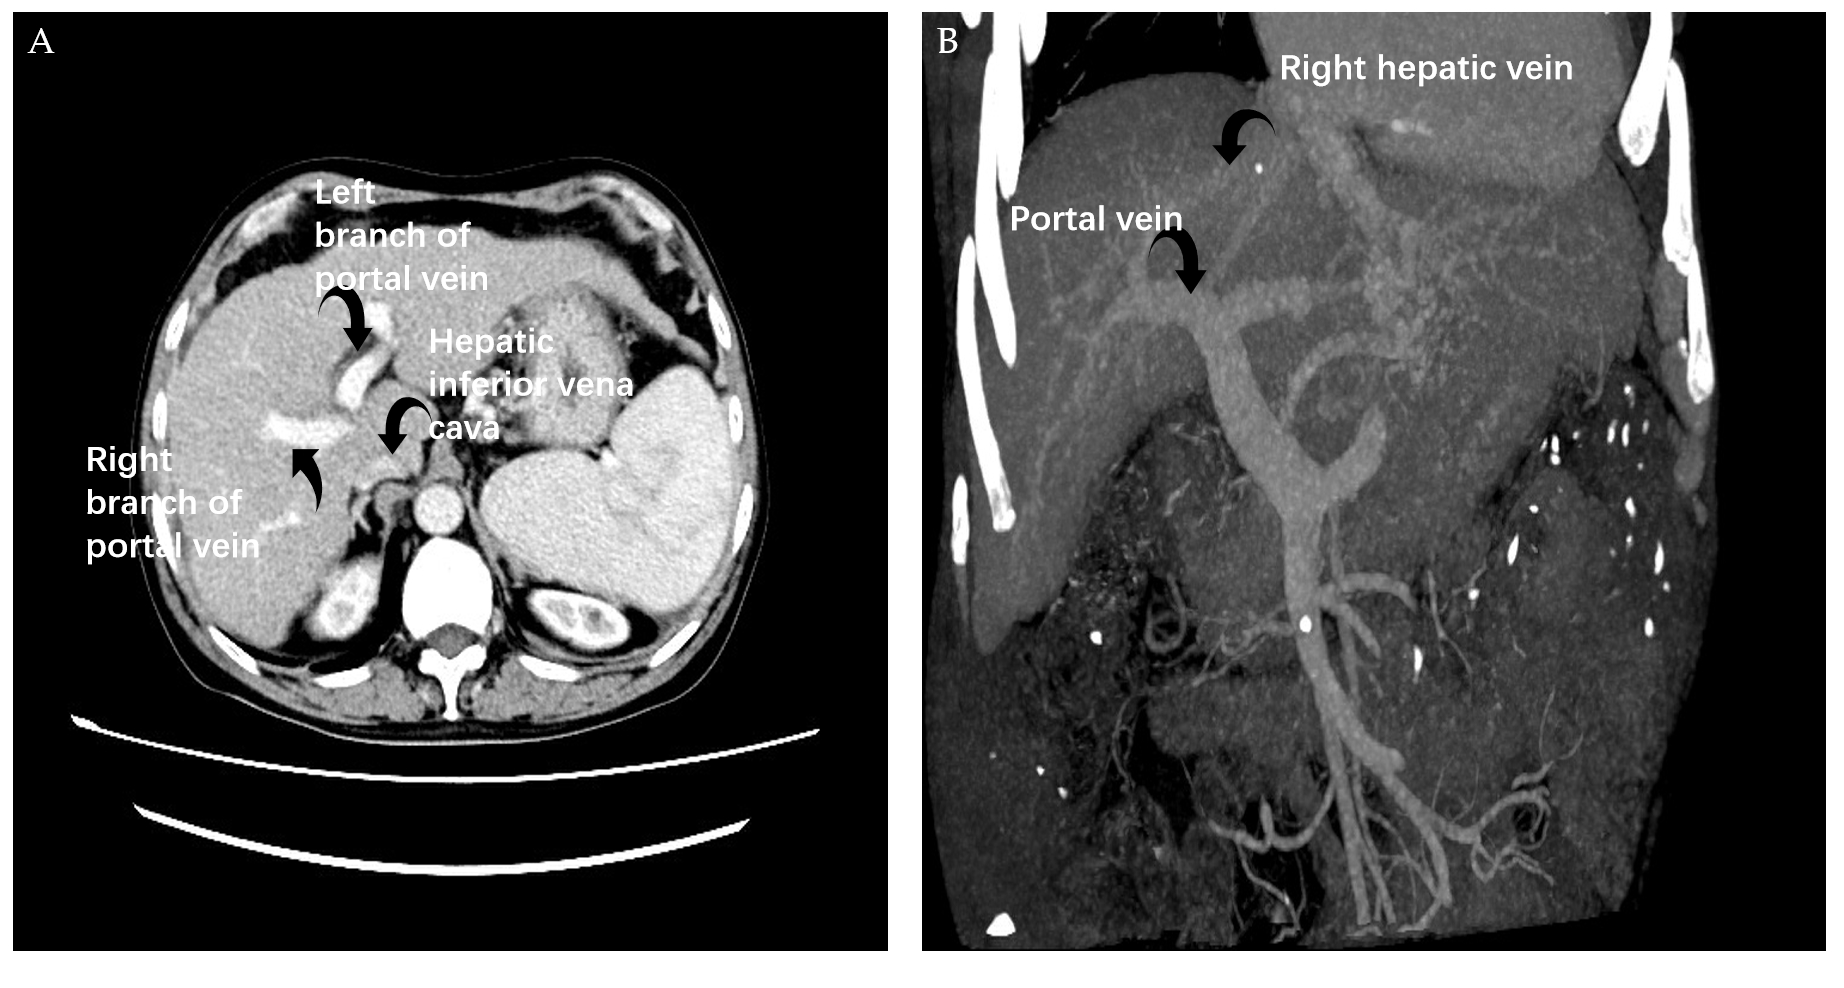 A
Left
branch of
portal vein
Hepatic
inferior vena
cava
Right
branch of
portal vein
B
Right hepatic vein
Portal vein